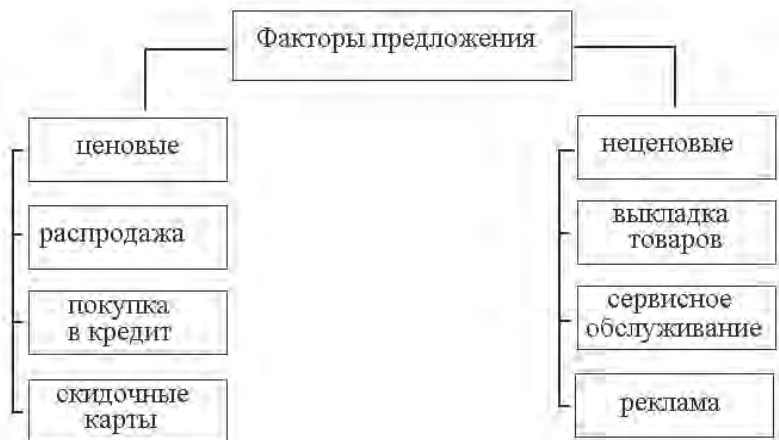 Факторы предложения
ценовые
распродажа
покупка
в кредит
скидочные
карты
неценовые
выкладка
товаров
сервисное
обслуживание
реклама